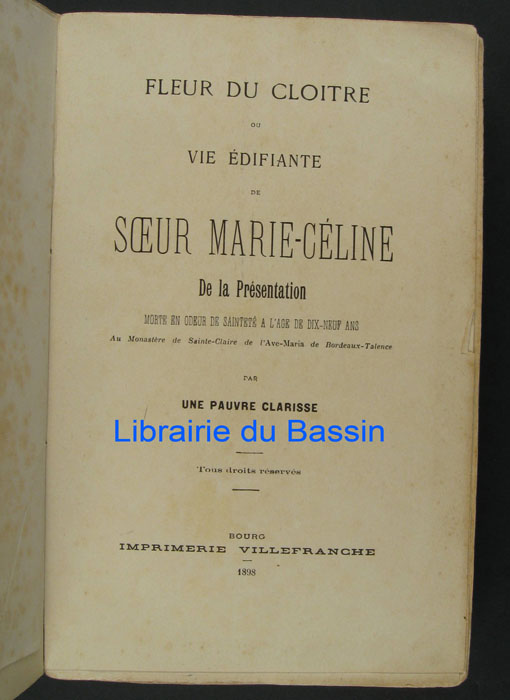 FLEUR DU CLOITRE
OU
VIE ÉDIFIANTE
DE
SŒUR MARIE-CÉLINE
De la Présentation
MORTE EN ODEUR DE SAINTETÉ A L'AGE DE DIX-NEUF ANS
Au Monastère de Sainte-Claire de l'Ave-Maria de Bordeaux-Talence
PAR
UNE PAUVRE CLARISSE
Librairie du Bassin
Tous droits réservés
BOURG
IMPRIMERIE VILLEFRANCHE
1898